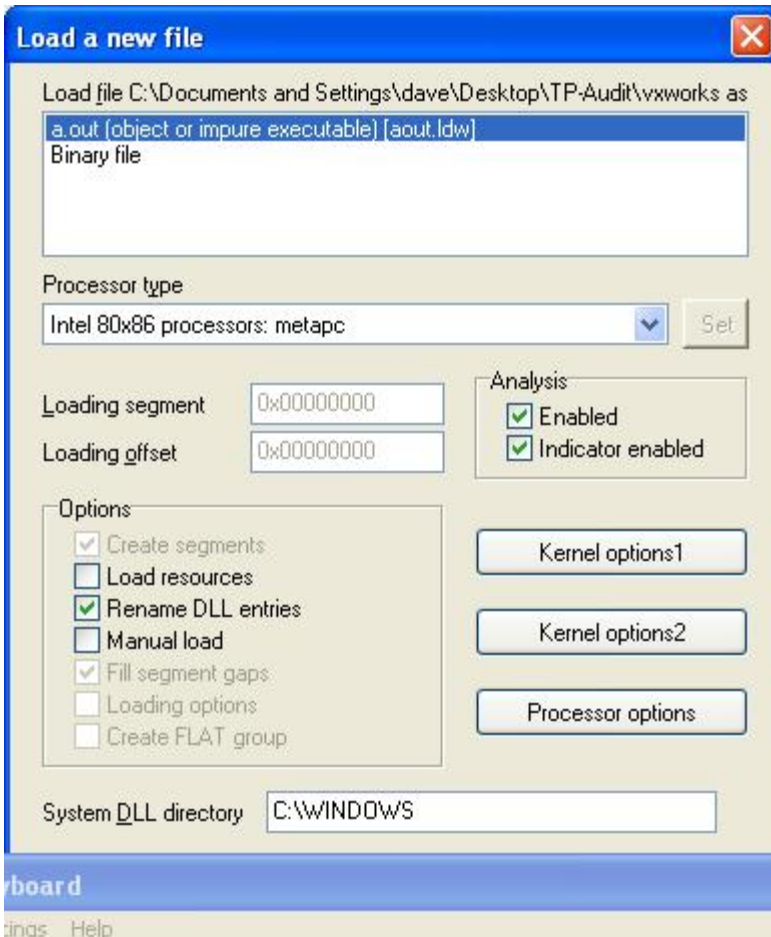 Load a new file
Load file C:\Documents and Settings\dave\Desktop\TP-Audit\vxworks as
a.out (object or impure executable) [aout.ldw]
Binary file
Processor type
Intel 80x86 processors: metapc
Set
Analysis
Loading segment
0x00000000
Enabled
Loading offset
0x00000000
Indicator enabled
Options
Create segments
Kernel options1
Load resources
Rename DLL entries
Kernel options2
Manual load
Fill segment gaps
Loading options
Processor options
Create FLAT group
System DLL directory
C:\WINDOWS
yboard
tings Help